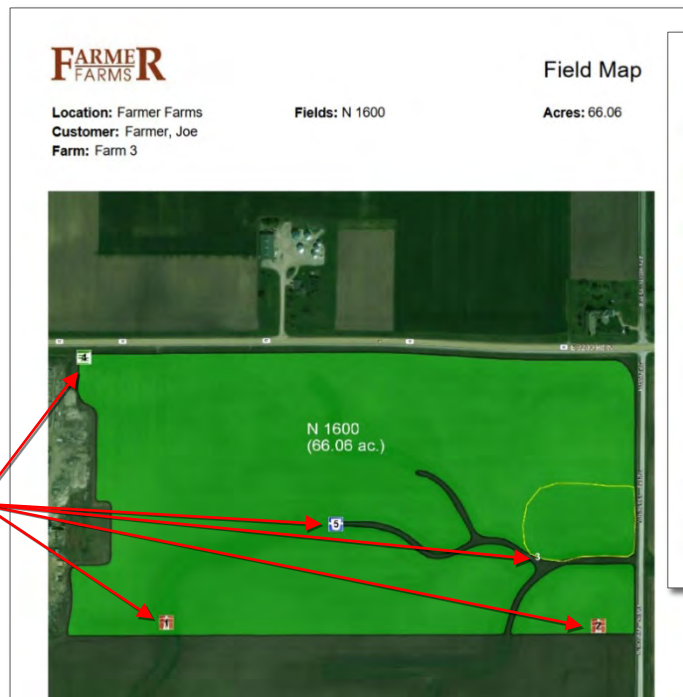 FARMER
FARMS
Field Map
Location: Farmer Farms
Fields: N 1600
Acres: 66.06
Customer: Farmer, Joe
Farm: Farm 3
4
N 1600
(66.06 ac.)
5
3
1
2